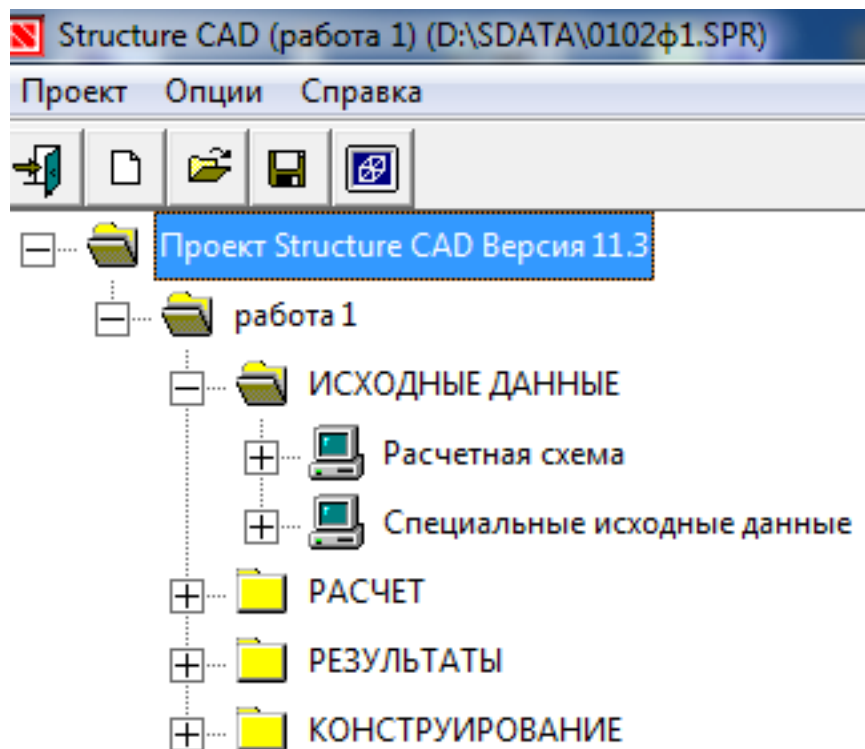 Structure CAD (работа 1) (D:\SDATA\0102ф1.SPR)
Проект Опции Справка
Проект Structure CAD Версия 11.3
работа 1
ИСХОДНЫЕ ДАННЫЕ
Расчетная схема
Специальные исходные данные
РАСЧЕТ
РЕЗУЛЬТАТЫ
КОНСТРУИРОВАНИЕ